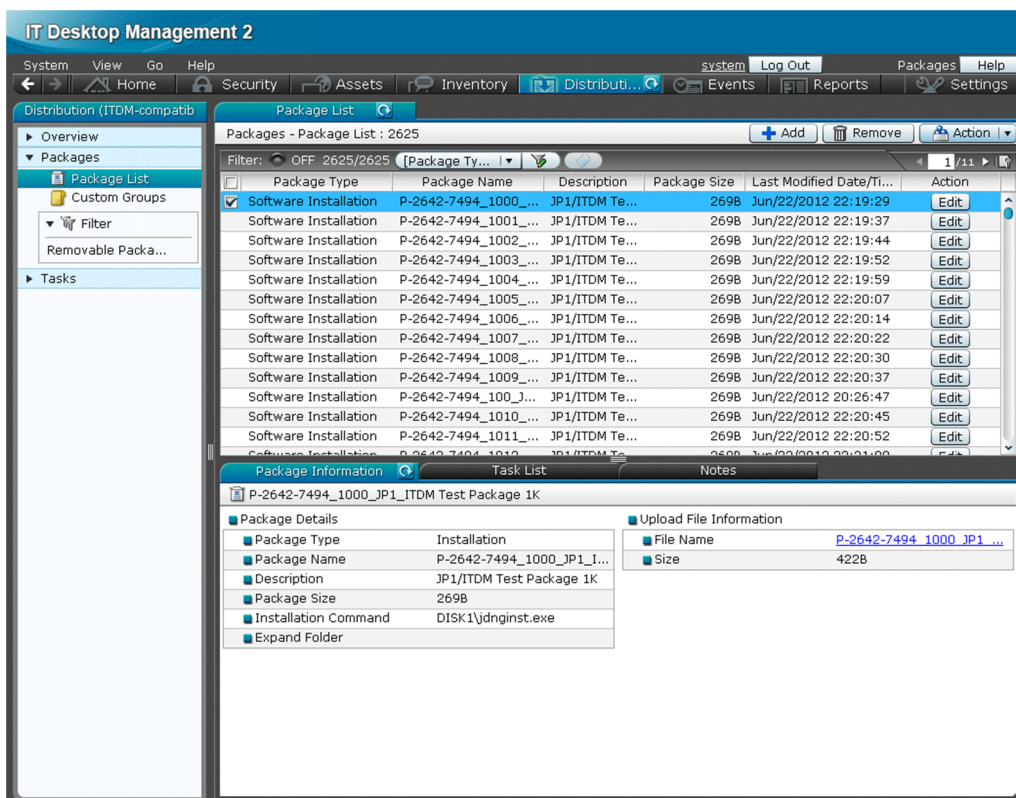 IT Desktop Management 2
System View Go Help system Log Out Packages Help
Home Security Assets Inventory Distributi... Events Reports Settings
Distribution (ITDM-compatib Package List
Overview
Packages
Package List
Custom Groups
Filter
Removable Packa...
Tasks
Packages - Package List : 2625 Add Remove Action
Filter: OFF 2625/2625 [Package Ty... 1 /11
Package Type Package Name Description Package Size Last Modified Date/Ti... Action
Software Installation P-2642-7494_1000_... JP1/ITDM Te... 269B Jun/22/2012 22:19:29 Edit
Software Installation P-2642-7494_1001_... JP1/ITDM Te... 269B Jun/22/2012 22:19:37 Edit
Software Installation P-2642-7494_1002_... JP1/ITDM Te... 269B Jun/22/2012 22:19:44 Edit
Software Installation P-2642-7494_1003_... JP1/ITDM Te... 269B Jun/22/2012 22:19:52 Edit
Software Installation P-2642-7494_1004_... JP1/ITDM Te... 269B Jun/22/2012 22:19:59 Edit
Software Installation P-2642-7494_1005_... JP1/ITDM Te... 269B Jun/22/2012 22:20:07 Edit
Software Installation P-2642-7494_1006_... JP1/ITDM Te... 269B Jun/22/2012 22:20:14 Edit
Software Installation P-2642-7494_1007_... JP1/ITDM Te... 269B Jun/22/2012 22:20:22 Edit
Software Installation P-2642-7494_1008_... JP1/ITDM Te... 269B Jun/22/2012 22:20:30 Edit
Software Installation P-2642-7494_1009_... JP1/ITDM Te... 269B Jun/22/2012 22:20:37 Edit
Software Installation P-2642-7494_100_J... JP1/ITDM Te... 269B Jun/22/2012 20:26:47 Edit
Software Installation P-2642-7494_1010_... JP1/ITDM Te... 269B Jun/22/2012 22:20:45 Edit
Software Installation P-2642-7494_1011_... JP1/ITDM Te... 269B Jun/22/2012 22:20:52 Edit
Package Information Task List Notes
P-2642-7494_1000_JP1_ITDM Test Package 1K
Package Details
Package Type Installation
Package Name P-2642-7494_1000_JP1_I...
Description JP1/ITDM Test Package 1K
Package Size 269B
Installation Command DISK1\jdnginst.exe
Expand Folder
Upload File Information
File Name P-2642-7494_1000_JP1_...
Size 422B